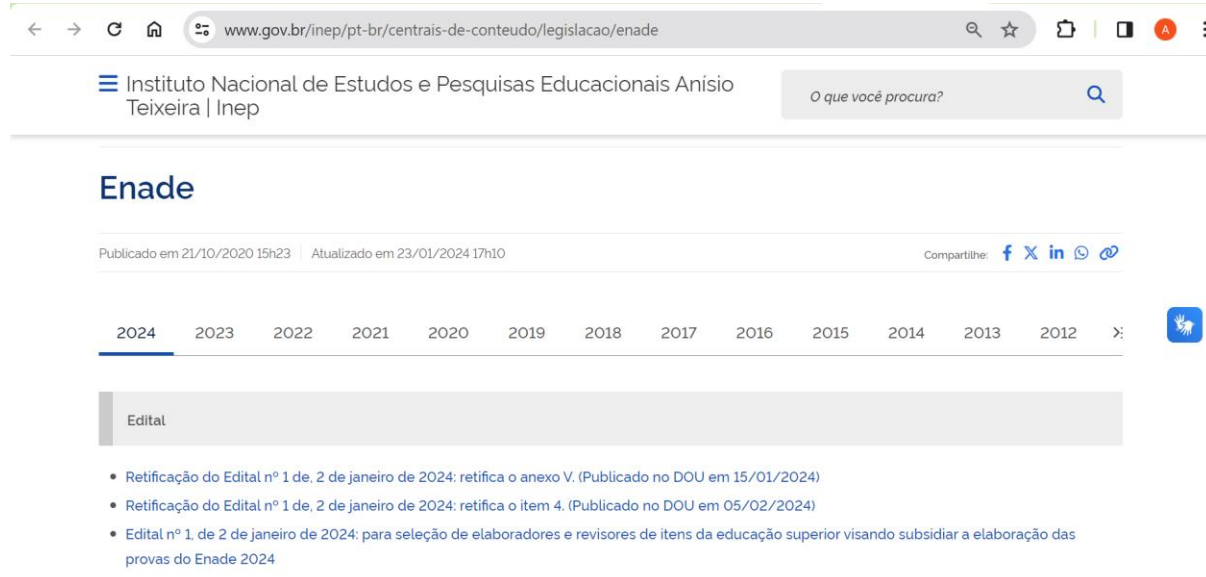 www.gov.br/inep/pt-br/centrais-de-conteudo/legislacao/enade
A
Instituto Nacional de Estudos e Pesquisas Educacionais Anísio
Teixeira | Inep
O que você procura?
Enade
Publicado em 21/10/2020 15h23 | Atualizado em 23/01/2024 17h10
Compartilhe:
2024 2023 2022 2021 2020 2019 2018 2017 2016 2015 2014 2013 2012
Edital
• Retificação do Edital nº 1 de, 2 de janeiro de 2024: retifica o anexo V. (Publicado no DOU em 15/01/2024)
• Retificação do Edital nº 1 de, 2 de janeiro de 2024: retifica o item 4. (Publicado no DOU em 05/02/2024)
• Edital nº 1, de 2 de janeiro de 2024: para seleção de elaboradores e revisores de itens da educação superior visando subsidiar a elaboração das
provas do Enade 2024